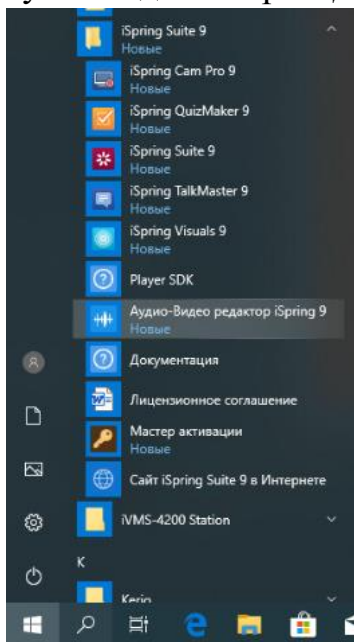 iSpring Suite 9
Новые
iSpring Cam Pro 9
Новые
iSpring QuizMaker 9
Новые
iSpring Suite 9
Новые
iSpring TalkMaster 9
Новые
iSpring Visuals 9
Новые
Player SDK
Аудио-Видео редактор iSpring 9
Новые
Документация
Лицензионное соглашение
Мастер активации
Новые
Сайт iSpring Suite 9 в Интернете
iVMS-4200 Station
K
Kerio